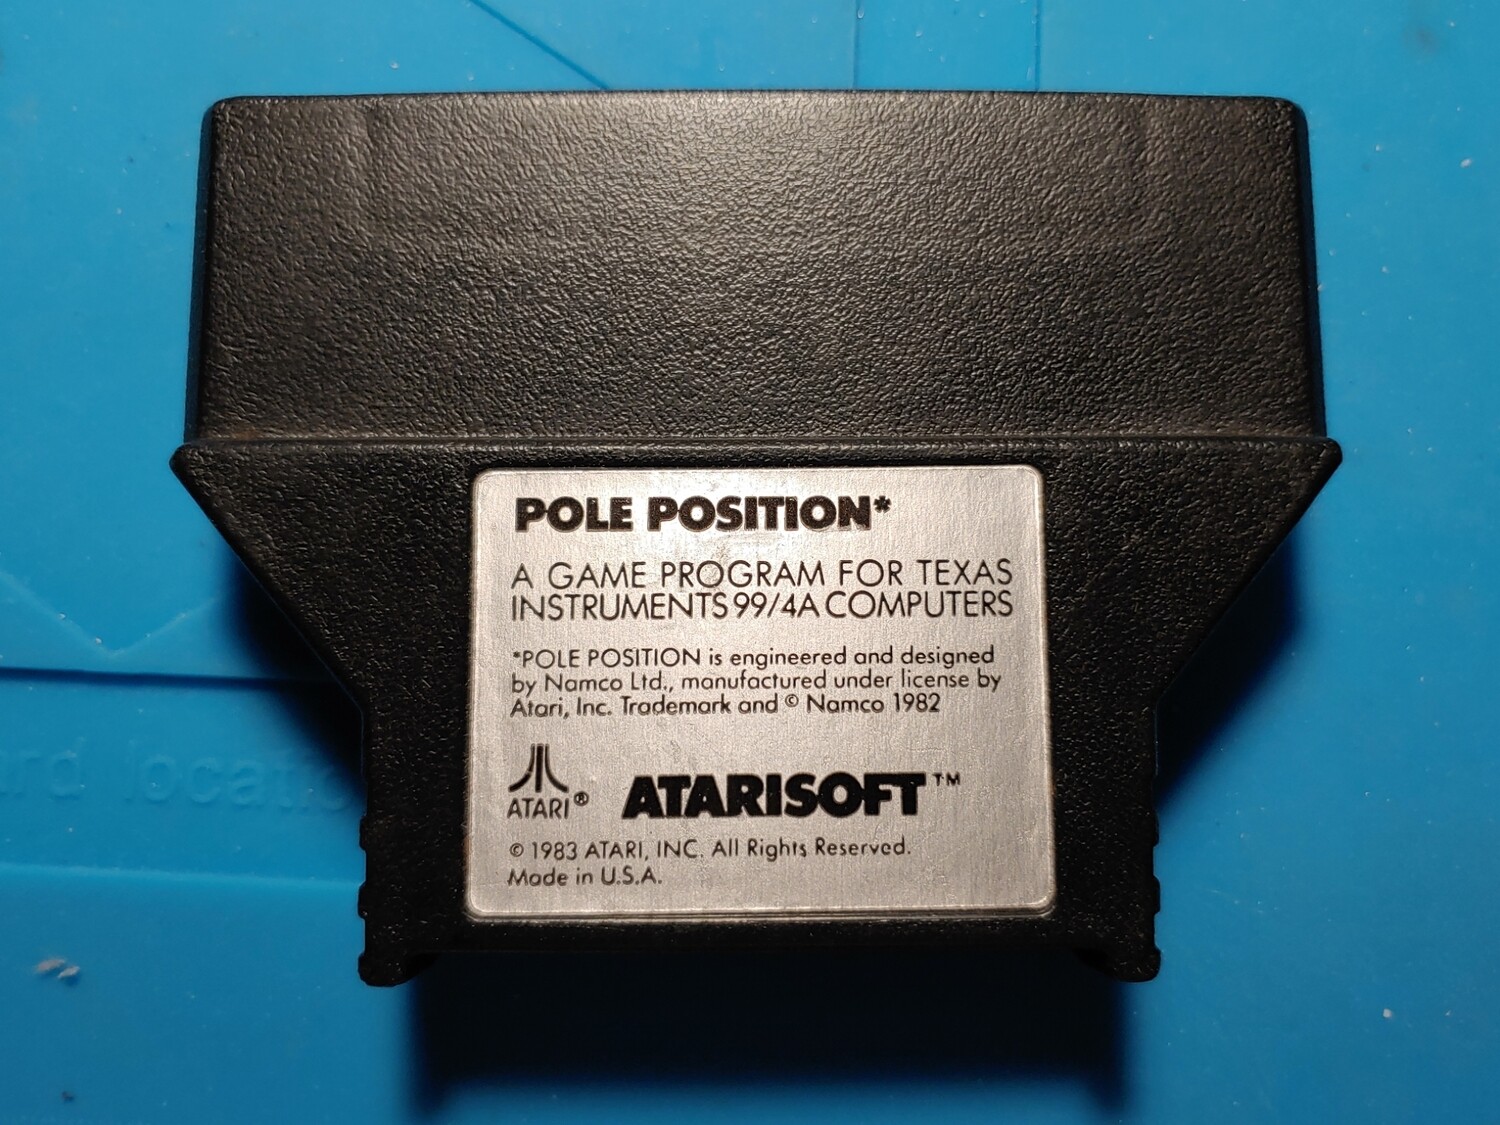 POLE POSITION*
A GAME PROGRAM FOR TEXAS
INSTRUMENTS 99/4A COMPUTERS
*POLE POSITION is engineered and designed
by Namco Ltd., manufactured under license by
Atari, Inc. Trademark and © Namco 1982
ATARI® ATARISOFT™
© 1983 ATARI, INC. All Rights Reserved.
Made in U.S.A.